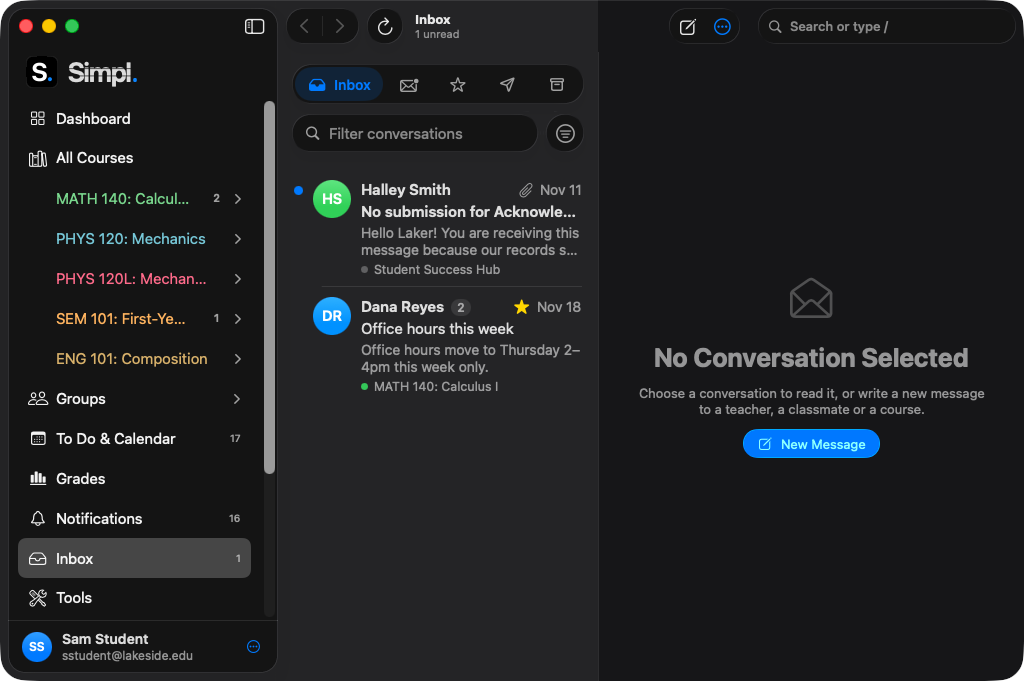 Inbox
1 unread
Search or type /
S. Simpl.
Dashboard
All Courses
MATH 140: Calcul... 2
PHYS 120: Mechanics
PHYS 120L: Mechan...
SEM 101: First-Ye... 1
ENG 101: Composition
Groups
To Do & Calendar 17
Grades
Notifications 16
Inbox 1
Tools
SS
Sam Student
sstudent@lakeside.edu
Inbox
Filter conversations
HS
Halley Smith Nov 11
No submission for Acknowle...
Hello Laker! You are receiving this
message because our records s...
Student Success Hub
DR
Dana Reyes 2 Nov 18
Office hours this week
Office hours move to Thursday 2–
4pm this week only.
MATH 140: Calculus I
No Conversation Selected
Choose a conversation to read it, or write a new message
to a teacher, a classmate or a course.
New Message